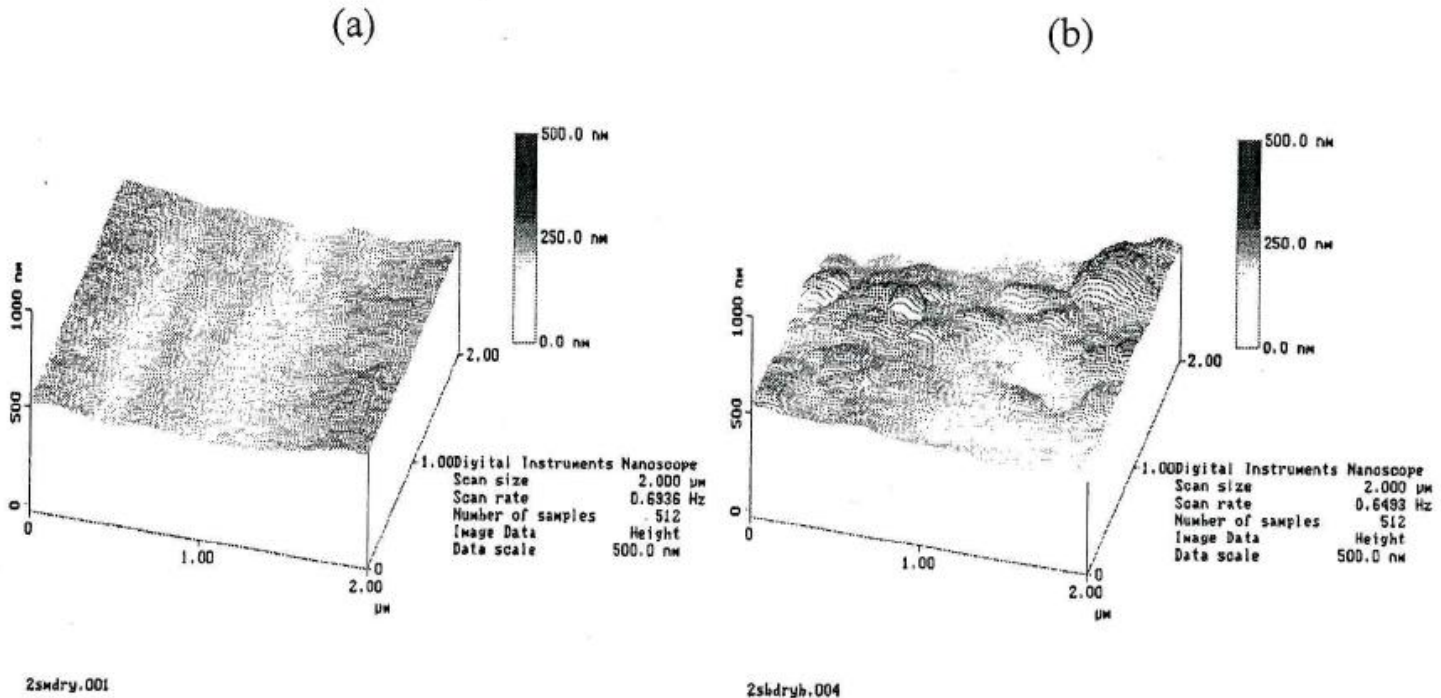 (a)
500.0 nM
250.0 nM
0.0 nM
1000 nM
500
0
0
1.00
2.00
µM
0
1.00
2.00
Digital Instruments Nanoscope
Scan size 2.000 µM
Scan rate 0.6936 Hz
Number of samples 512
Image Data Height
Data scale 500.0 nM
2smdry.001
(b)
500.0 nM
250.0 nM
0.0 nM
1000 nM
500
0
0
1.00
2.00
µM
0
1.00
2.00
Digital Instruments Nanoscope
Scan size 2.000 µM
Scan rate 0.6493 Hz
Number of samples 512
Image Data Height
Data scale 500.0 nM
2sbdryb.004